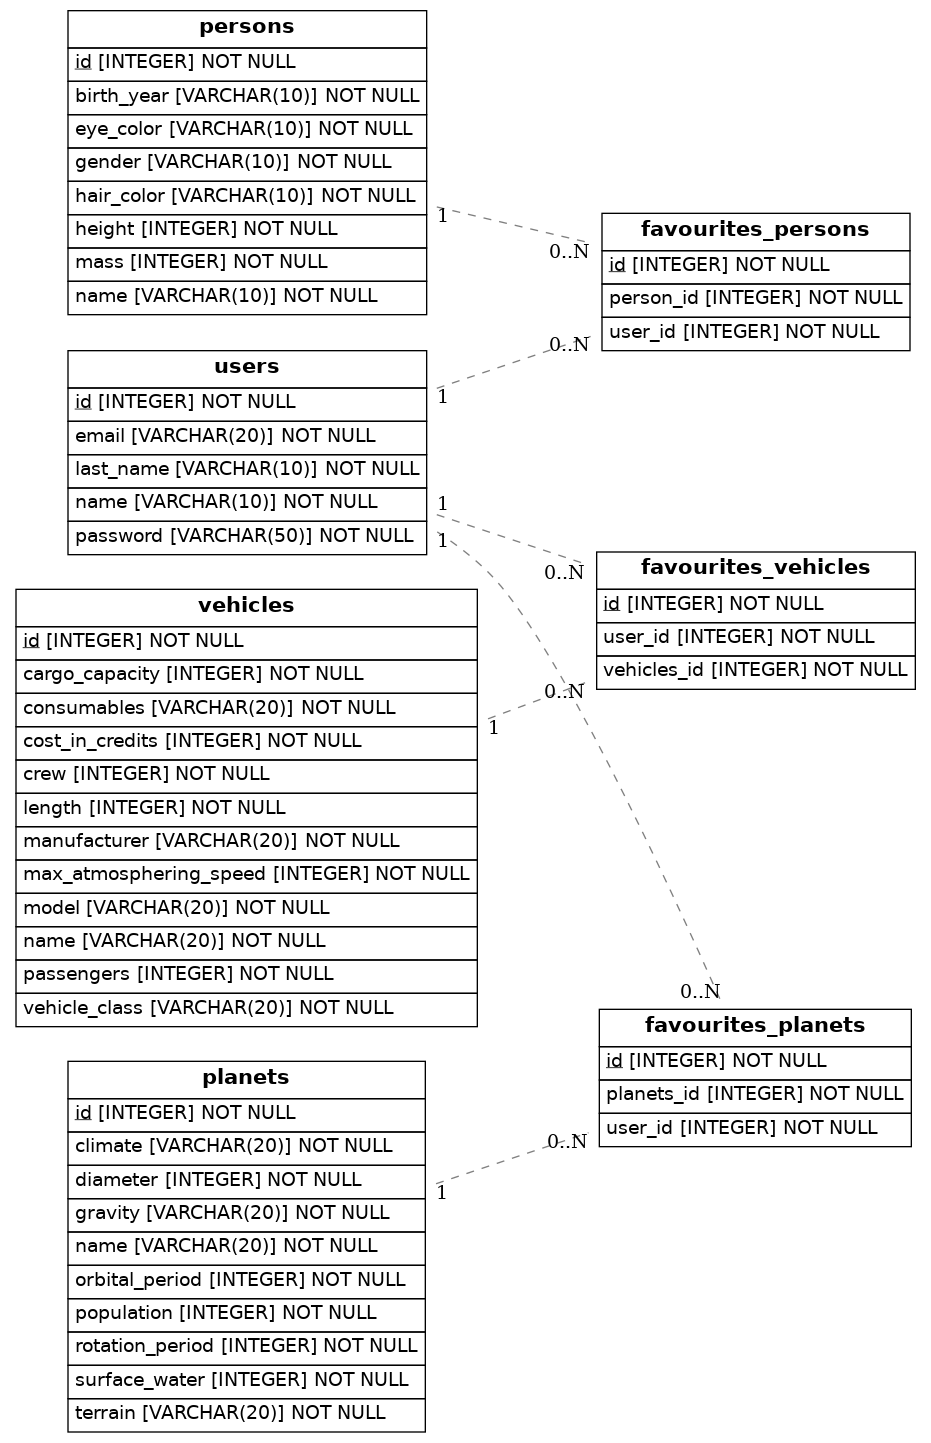 persons
id [INTEGER] NOT NULL
birth_year [VARCHAR(10)] NOT NULL
eye_color [VARCHAR(10)] NOT NULL
gender [VARCHAR(10)] NOT NULL
hair_color [VARCHAR(10)] NOT NULL
height [INTEGER] NOT NULL
mass [INTEGER] NOT NULL
name [VARCHAR(10)] NOT NULL
1
0..N
favourites_persons
id [INTEGER] NOT NULL
person_id [INTEGER] NOT NULL
user_id [INTEGER] NOT NULL
0..N
1
users
id [INTEGER] NOT NULL
email [VARCHAR(20)] NOT NULL
last_name [VARCHAR(10)] NOT NULL
name [VARCHAR(10)] NOT NULL
password [VARCHAR(50)] NOT NULL
1
1
0..N
favourites_vehicles
id [INTEGER] NOT NULL
user_id [INTEGER] NOT NULL
vehicles_id [INTEGER] NOT NULL
0..N
1
vehicles
id [INTEGER] NOT NULL
cargo_capacity [INTEGER] NOT NULL
consumables [VARCHAR(20)] NOT NULL
cost_in_credits [INTEGER] NOT NULL
crew [INTEGER] NOT NULL
length [INTEGER] NOT NULL
manufacturer [VARCHAR(20)] NOT NULL
max_atmosphering_speed [INTEGER] NOT NULL
model [VARCHAR(20)] NOT NULL
name [VARCHAR(20)] NOT NULL
passengers [INTEGER] NOT NULL
vehicle_class [VARCHAR(20)] NOT NULL
0..N
favourites_planets
id [INTEGER] NOT NULL
planets_id [INTEGER] NOT NULL
user_id [INTEGER] NOT NULL
0..N
1
planets
id [INTEGER] NOT NULL
climate [VARCHAR(20)] NOT NULL
diameter [INTEGER] NOT NULL
gravity [VARCHAR(20)] NOT NULL
name [VARCHAR(20)] NOT NULL
orbital_period [INTEGER] NOT NULL
population [INTEGER] NOT NULL
rotation_period [INTEGER] NOT NULL
surface_water [INTEGER] NOT NULL
terrain [VARCHAR(20)] NOT NULL